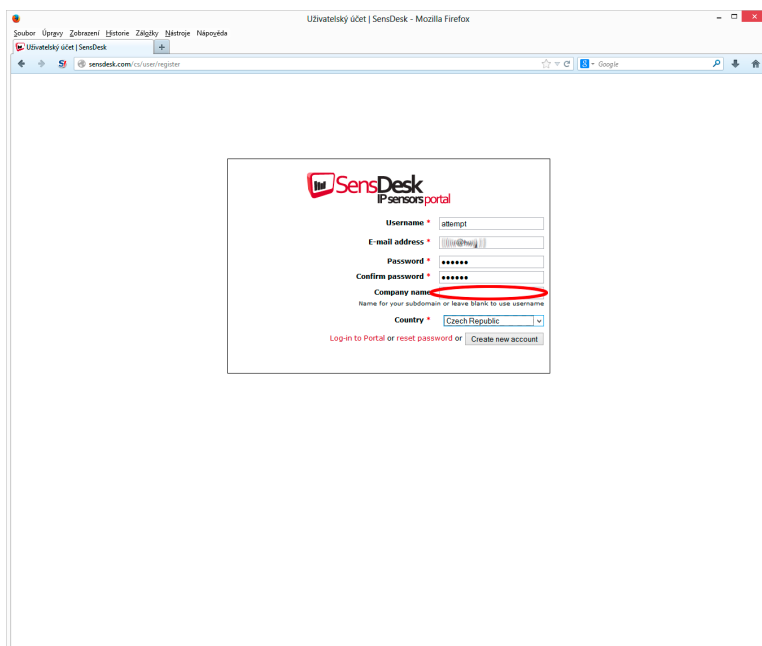 Uživatelský účet | SensDesk - Mozilla Firefox
Soubor Úpravy Zobrazení Historie Záložky Nástroje Nápověda
Uživatelský účet | SensDesk
sensdesk.com/cs/user/register
Google
SensDesk
IP sensors portal
Username * attempt
E-mail address *
Password * ●●●●●●
Confirm password * ●●●●●●
Company name
Name for your subdomain or leave blank to use username
Country * Czech Republic
Log-in to Portal or reset password or Create new account